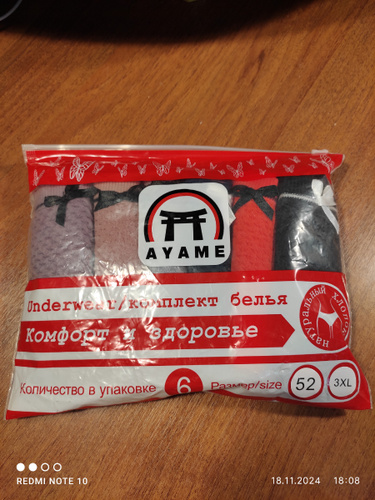 AYAME
Underwear/комплект белья
Комфорт и здоровье
натуральный хлопок
Количество в упаковке 6 Размер/size 52 3XL
REDMI NOTE 10
18.11.2024 18:08